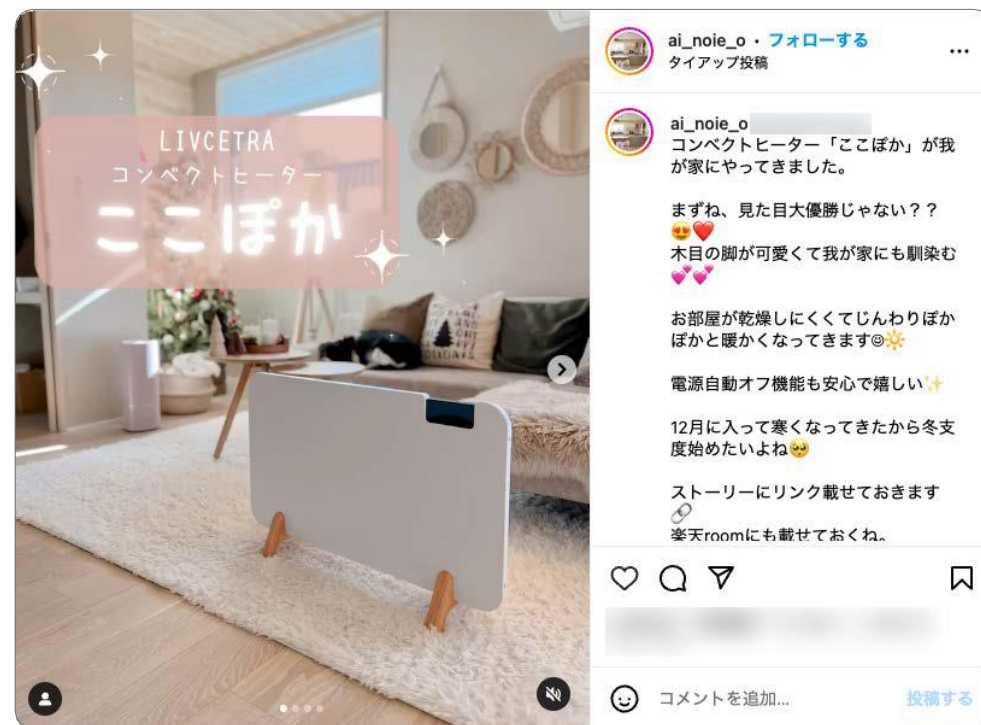 LIVCETRA
コンベクトヒーター
ここぽか
ai_noie_o・フォローする
タイアップ投稿
ai_noie_o
コンベクトヒーター「ここぽか」が我
が家にやってきました。
まずね、見た目大優勝じゃない？？
😍❤️
木目の脚が可愛くて我が家にも馴染む
💕💕
お部屋が乾燥しにくくてじんわりぽか
ぽかと暖かくなってきます☺🔆
電源自動オフ機能も安心で嬉しい✨
12月に入って寒くなってきたから冬支
度始めたいよね🥺
ストーリーにリンク載せておきます
🔗
楽天roomにも載せておくね。
コメントを追加...
投稿する